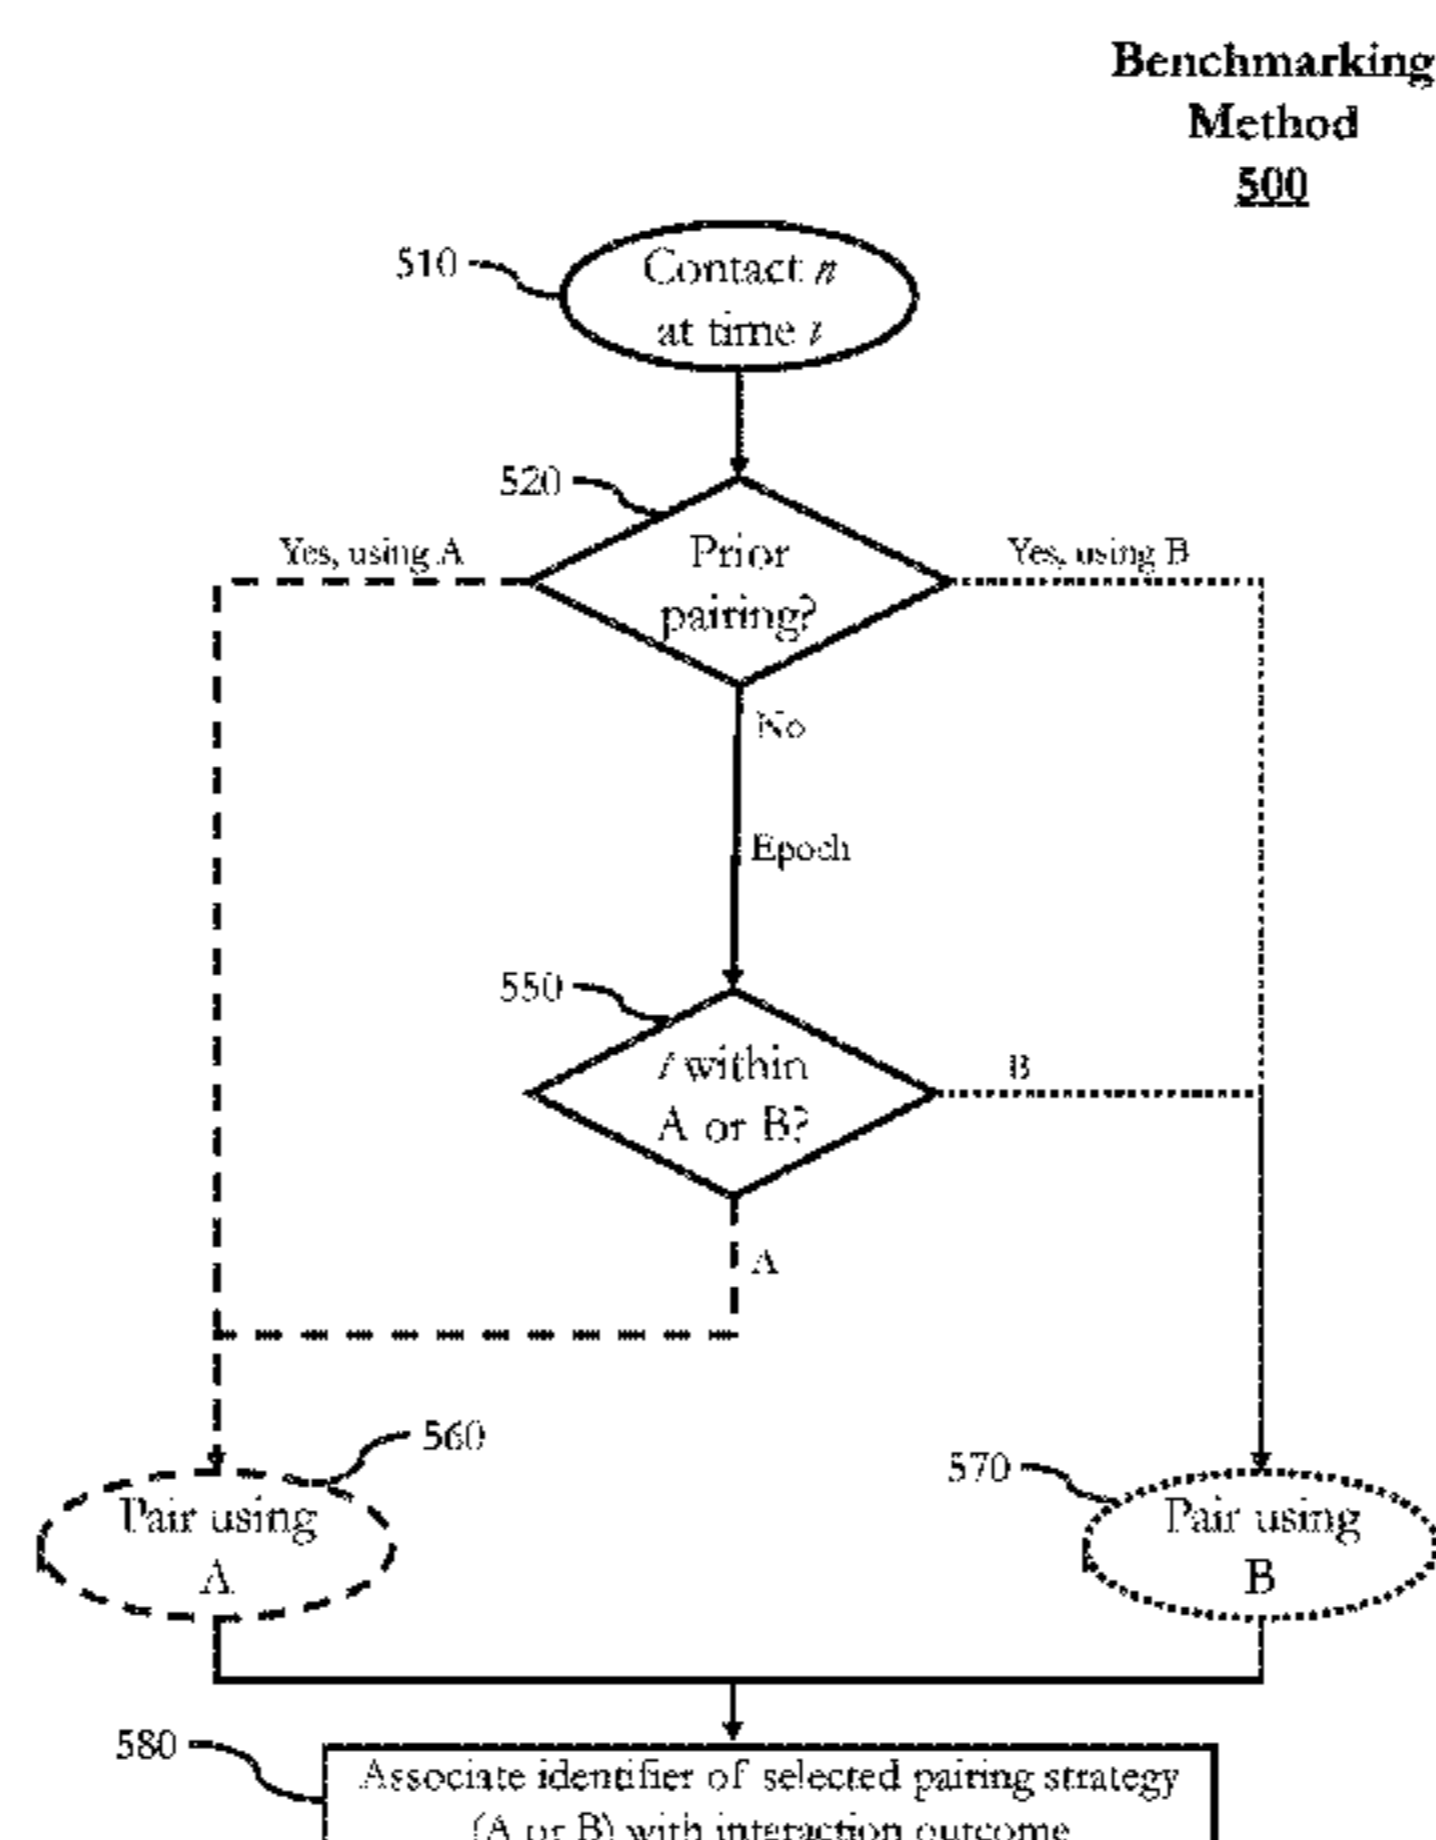 Benchmarking
Method
500
510
Contact n
at time t
520
Prior
pairing?
Yes, using A
Yes, using B
No
Epoch
550
t within
A or B?
B
A
560
Pair using
A
570
Pair using
B
580
Associate identifier of selected pairing strategy
(A or B) with interaction outcome